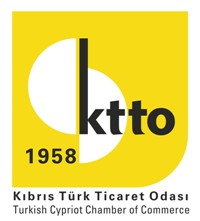 ktto
1958
Kıbrıs Türk Ticaret Odası
Turkish Cypriot Chamber of Commerce